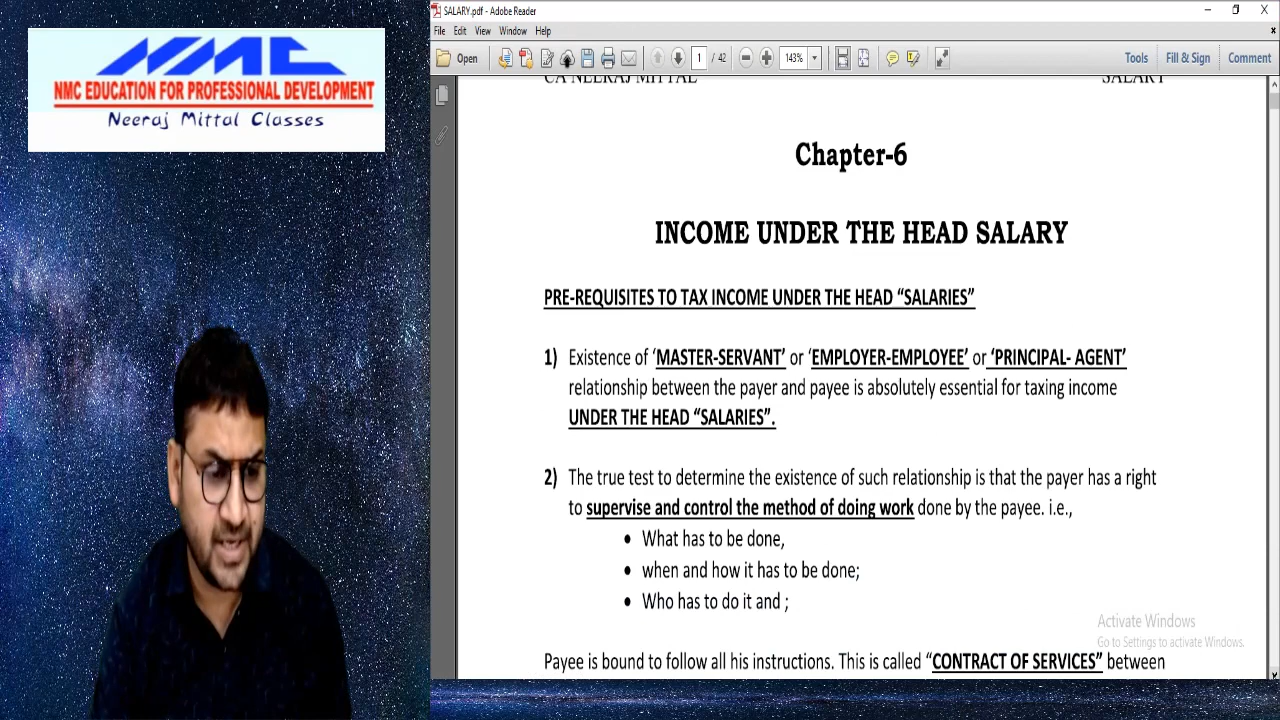 NMC
NMC EDUCATION FOR PROFESSIONAL DEVELOPMENT
Neeraj Mittal Classes
SALARY.pdf - Adobe Reader
File Edit View Window Help
Open 1 / 42 143% Tools Fill & Sign Comment
CA NEERAJ MITTAL SALARY
Chapter-6
INCOME UNDER THE HEAD SALARY
PRE-REQUISITES TO TAX INCOME UNDER THE HEAD “SALARIES”
1) Existence of ‘MASTER-SERVANT’ or ‘EMPLOYER-EMPLOYEE’ or ‘PRINCIPAL- AGENT’
relationship between the payer and payee is absolutely essential for taxing income
UNDER THE HEAD “SALARIES”.
2) The true test to determine the existence of such relationship is that the payer has a right
to supervise and control the method of doing work done by the payee. i.e.,
• What has to be done,
• when and how it has to be done;
• Who has to do it and ;
Activate Windows
Go to Settings to activate Windows.
Payee is bound to follow all his instructions. This is called “CONTRACT OF SERVICES” between